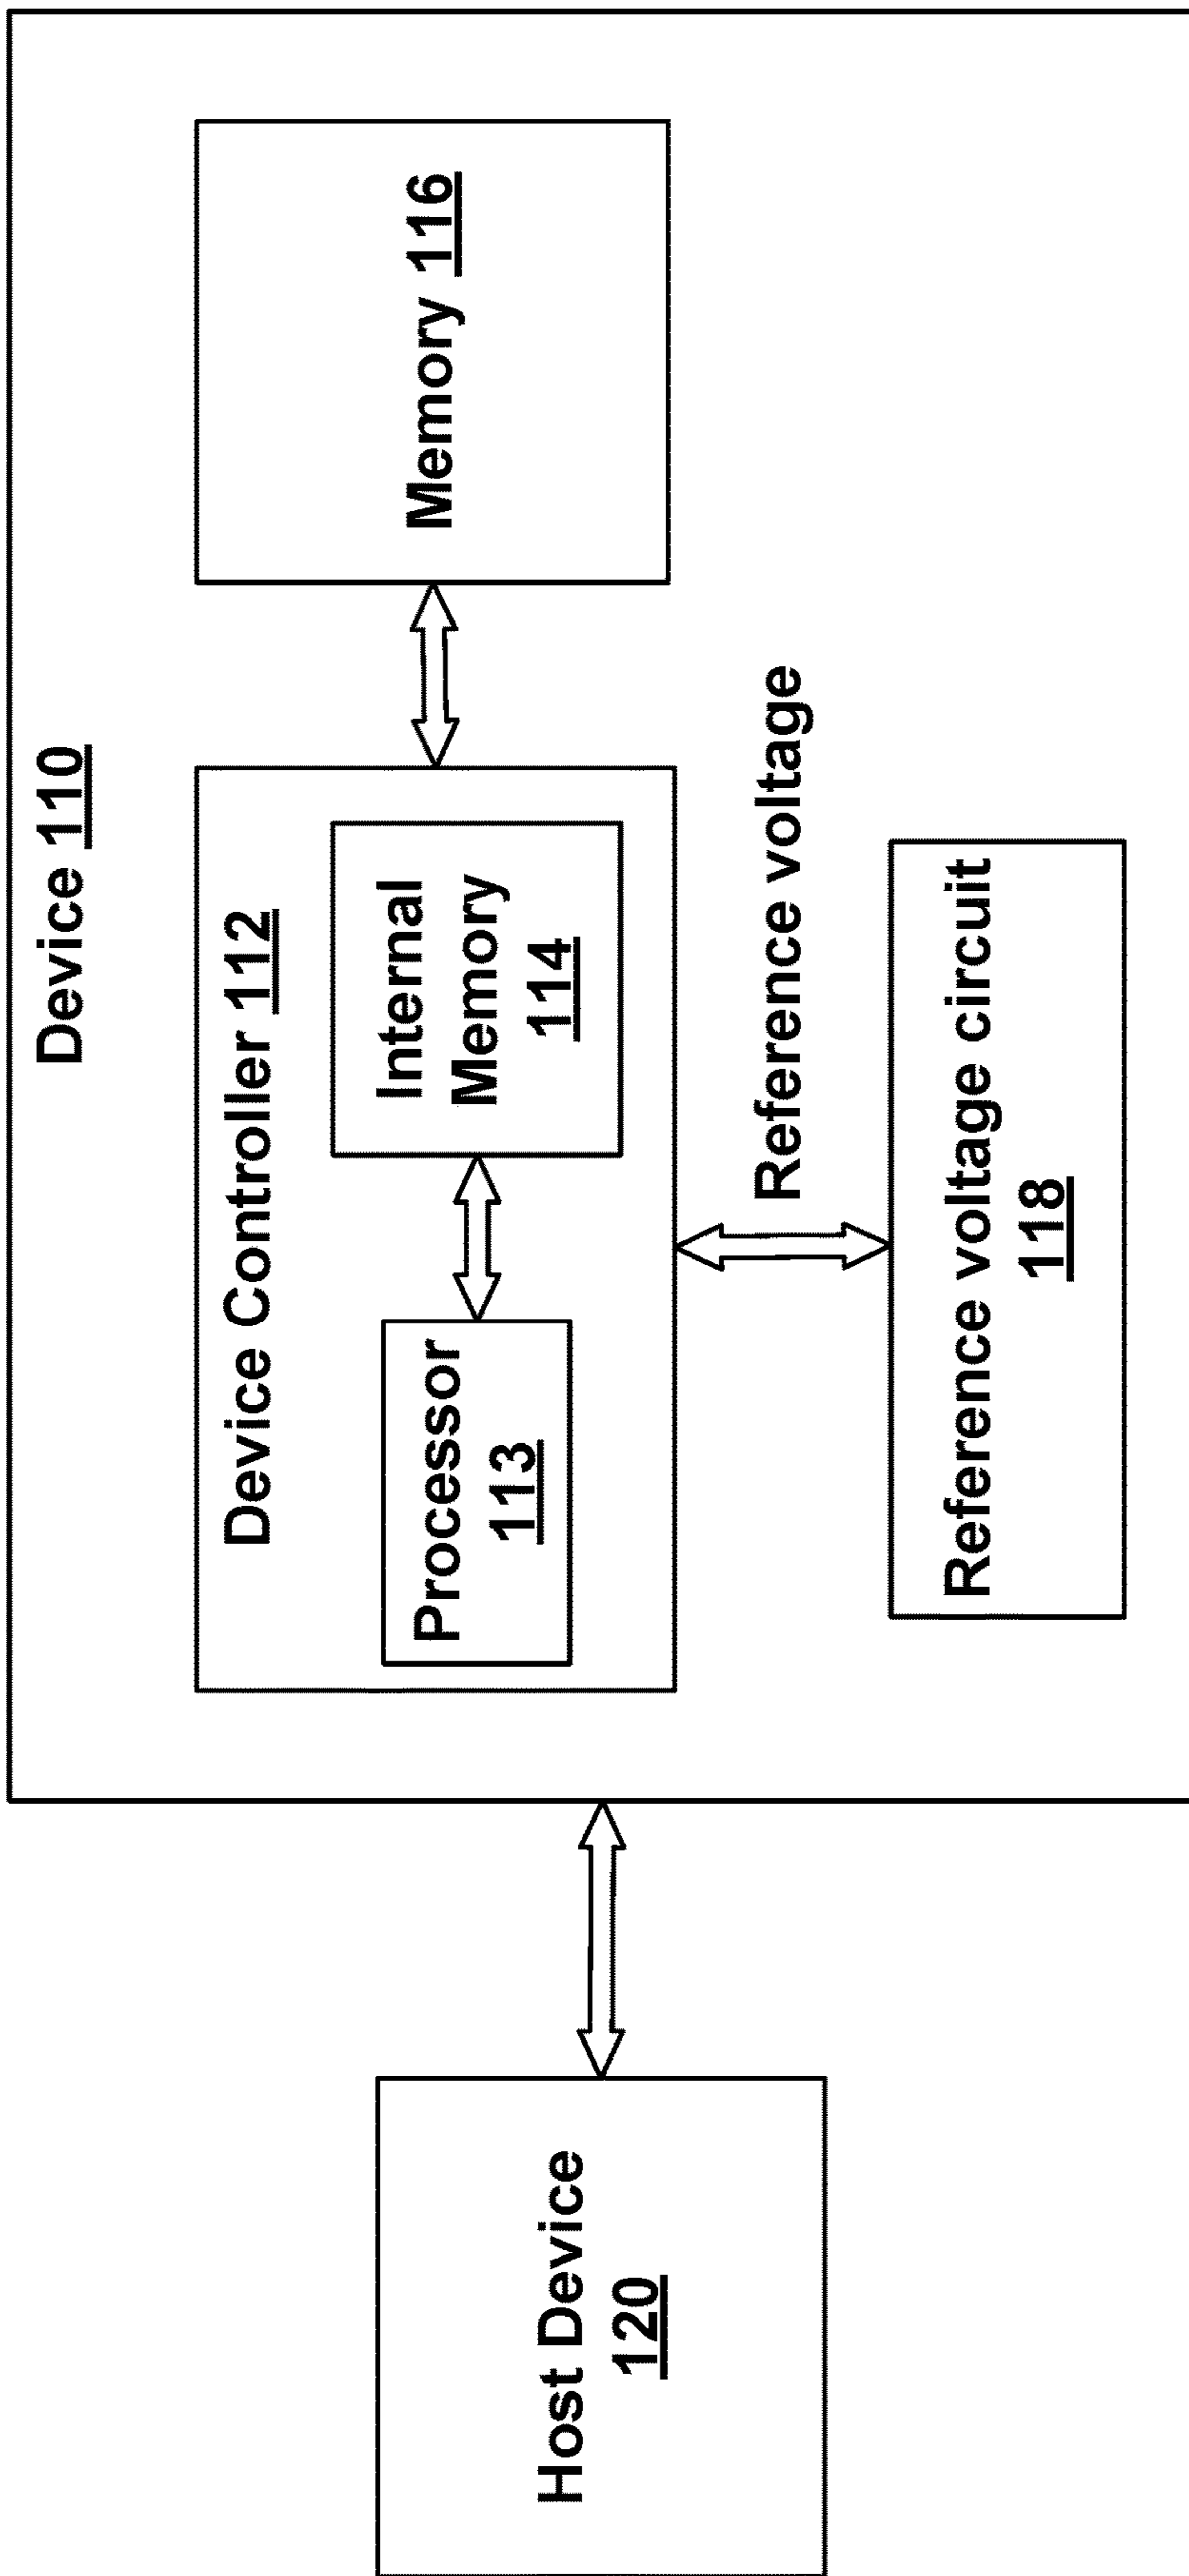 Device 110
Device Controller 112
Processor
113
Internal
Memory
114
Memory 116
Reference voltage
Reference voltage circuit
118
Host Device
120